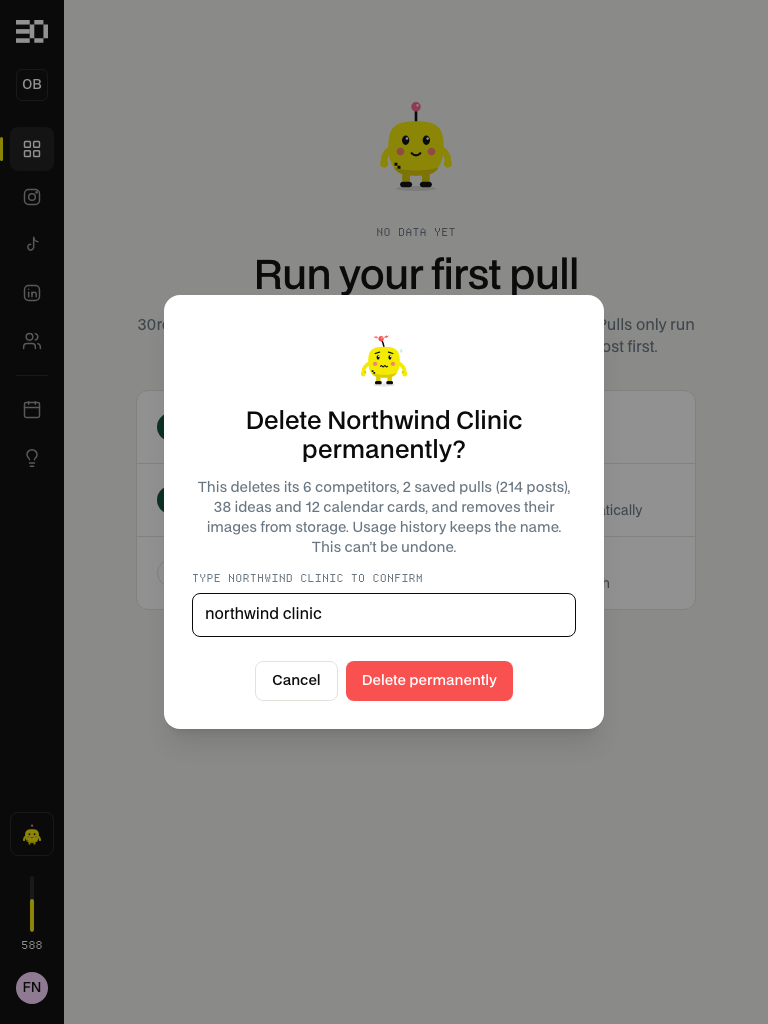 OB
NO DATA YET
Run your first pull
Pulls only run
first.
Delete Northwind Clinic
permanently?
This deletes its 6 competitors, 2 saved pulls (214 posts),
38 ideas and 12 calendar cards, and removes their
images from storage. Usage history keeps the name.
This can't be undone.
TYPE NORTHWIND CLINIC TO CONFIRM
northwind clinic
Cancel
Delete permanently
588
FN